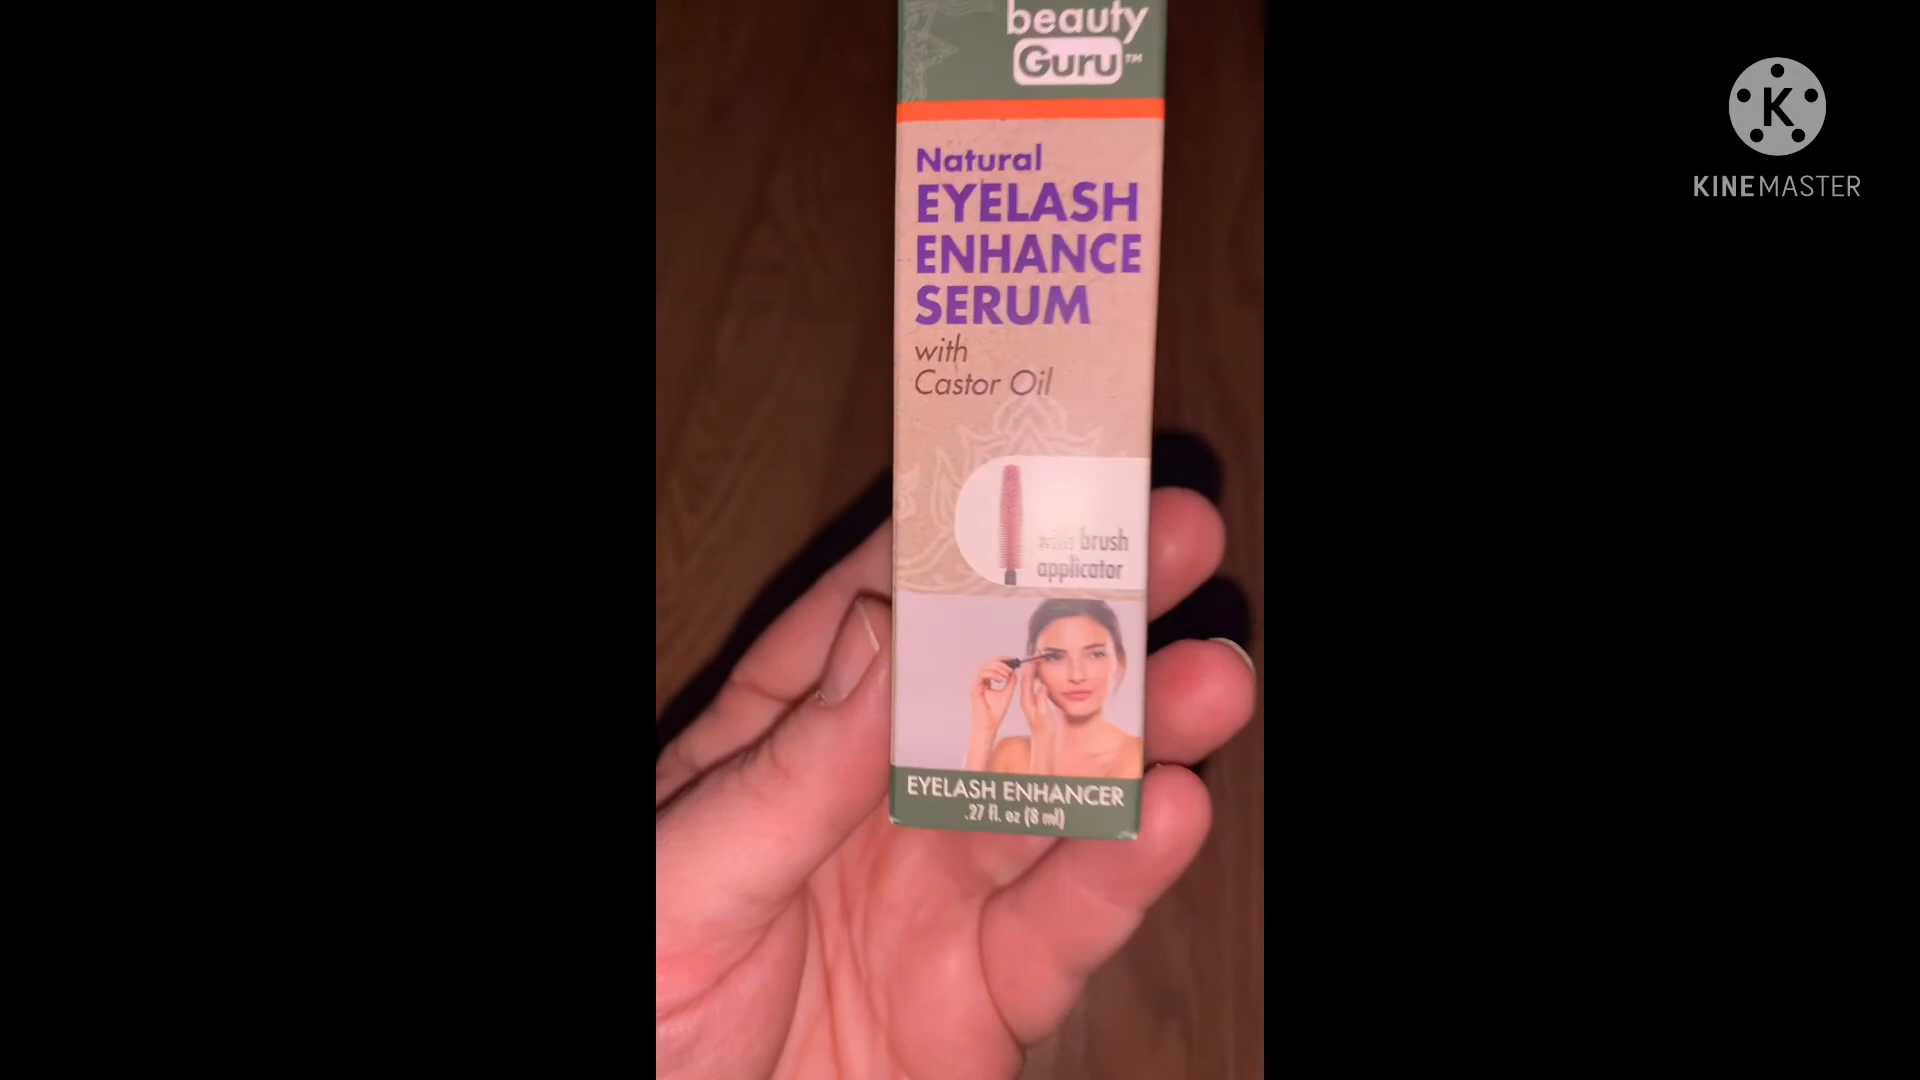 beauty
Guru™
Natural
EYELASH
ENHANCE
SERUM
with
Castor Oil
with brush
applicator
EYELASH ENHANCER
.27 fl. oz (8 ml)
K
KINEMASTER